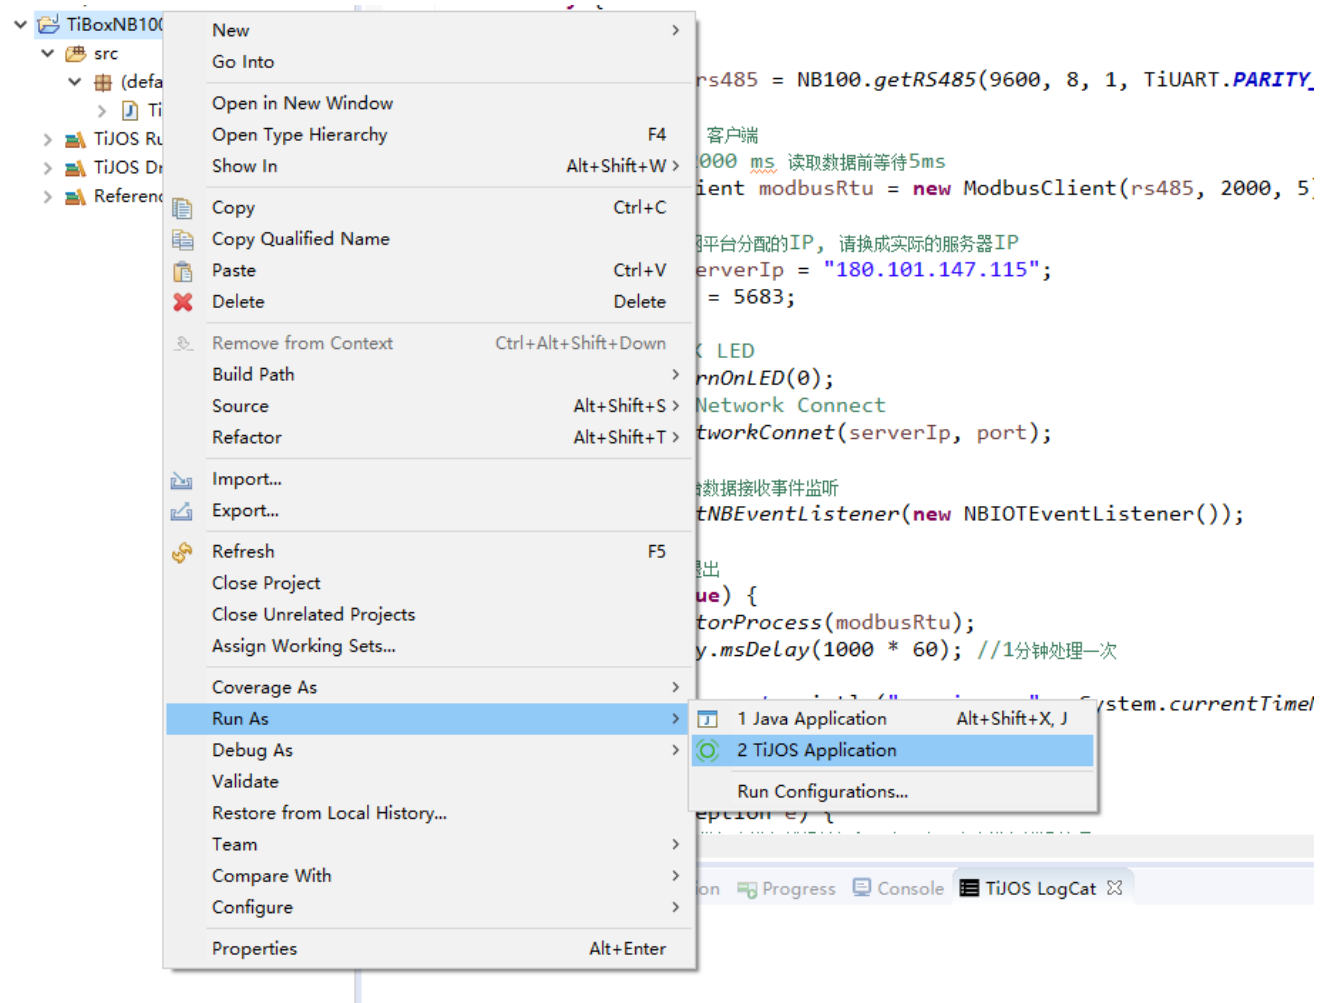 TiBoxNB100
src
(defa
Ti
TiJOS Ru
TiJOS Dr
Referenc
New
Go Into
Open in New Window
Open Type Hierarchy F4
Show In Alt+Shift+W
Copy Ctrl+C
Copy Qualified Name
Paste Ctrl+V
Delete Delete
Remove from Context Ctrl+Alt+Shift+Down
Build Path
Source Alt+Shift+S
Refactor Alt+Shift+T
Import...
Export...
Refresh F5
Close Project
Close Unrelated Projects
Assign Working Sets...
Coverage As
Run As
Debug As
Validate
Restore from Local History...
Team
Compare With
Configure
Properties Alt+Enter
1 Java Application Alt+Shift+X, J
2 TiJOS Application
Run Configurations...
rs485 = NB100.getRS485(9600, 8, 1, TiUART.PARITY_
客户端
000 ms 读取数据前等待5ms
ient modbusRtu = new ModbusClient(rs485, 2000, 5)
平台分配的IP, 请换成实际的服务器IP
erverIp = "180.101.147.115";
= 5683;
LED
rnOnLED(0);
Network Connect
tworkConnet(serverIp, port);
数据接收事件监听
tNBEventListener(new NBIOTEventListener());
退出
ue) {
torProcess(modbusRtu);
y.msDelay(1000 * 60); //1分钟处理一次
System.currentTimeM
eption e) {
ion Progress Console TiJOS LogCat